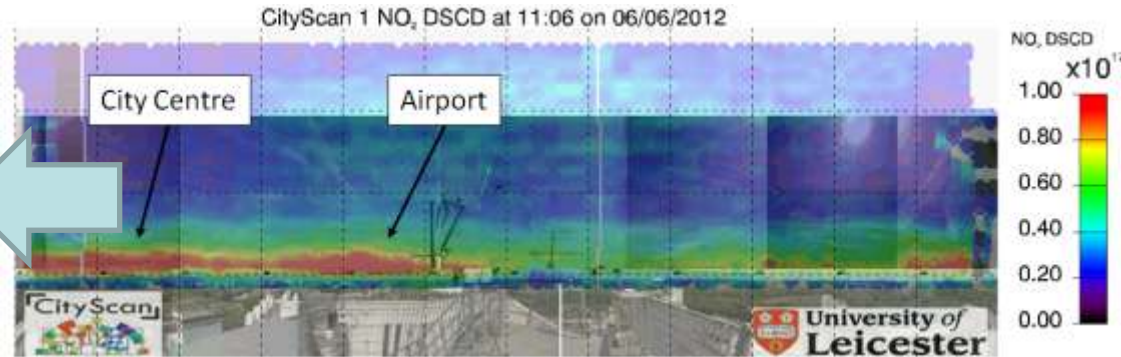 CityScan 1 NO₂ DSCD at 11:06 on 06/06/2012
City Centre
Airport
NO₂ DSCD
x10¹⁷
1.00
0.80
0.60
0.40
0.20
0.00
CityScan
University of
Leicester